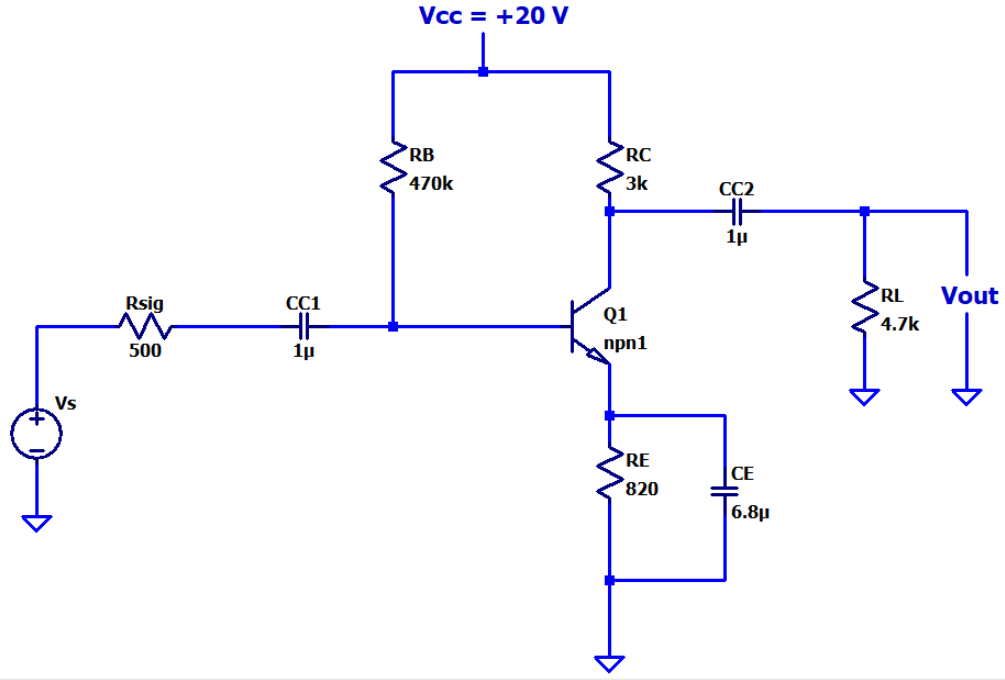 Vcc = +20 V
RB
470k
RC
3k
CC2
1µ
Rsig
500
CC1
1µ
Q1
npn1
RL
4.7k
Vout
Vs
RE
820
CE
6.8µ